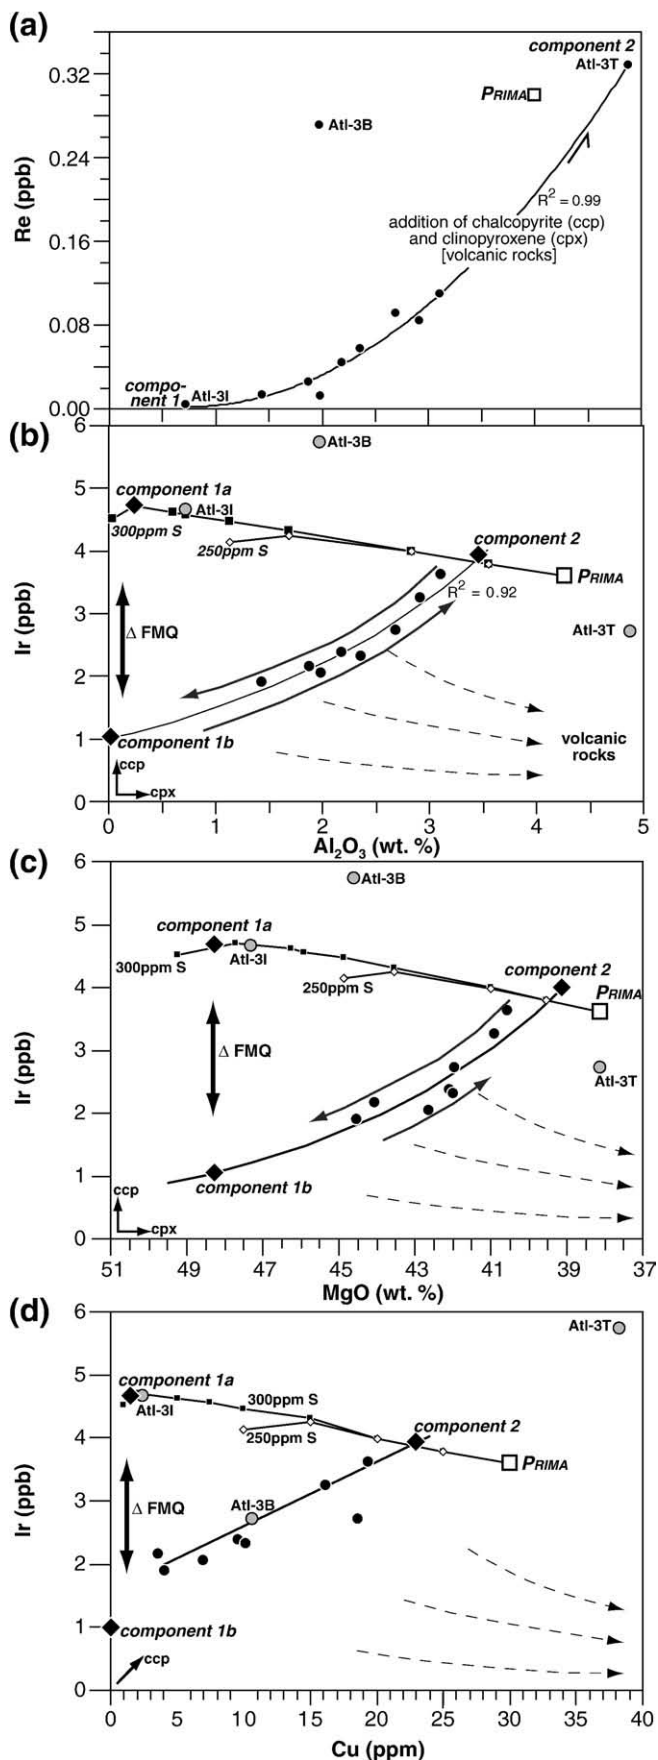 (a)
component 2
Atl-3T
PRIMA
Atl-3B
R2 = 0.99
addition of chalcopyrite (ccp)
and clinopyroxene (cpx)
[volcanic rocks]
compo-
nent 1
Atl-3I
Re (ppb)
0.32
0.24
0.16
0.08
0.00
(b)
Atl-3B
component 1a
Atl-3I
300ppm S
250ppm S
component 2
PRIMA
R2 = 0.92
Δ FMQ
Atl-3T
component 1b
volcanic
rocks
ccp
cpx
Ir (ppb)
6
5
4
3
2
1
0
0 1 2 3 4 5
Al2O3 (wt. %)
(c)
Atl-3B
component 1a
Atl-3I
300ppm S
250ppm S
component 2
PRIMA
Δ FMQ
Atl-3T
component 1b
ccp
cpx
Ir (ppb)
6
5
4
3
2
1
0
51 49 47 45 43 41 39 37
MgO (wt. %)
(d)
Atl-3T
component 1a
Atl-3I
300ppm S
250ppm S
component 2
PRIMA
Δ FMQ
Atl-3B
component 1b
ccp
Ir (ppb)
6
5
4
3
2
1
0
0 5 10 15 20 25 30 35 40
Cu (ppm)